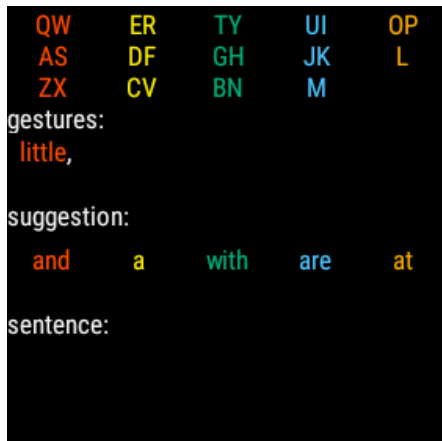 QW ER TY UI OP
AS DF GH JK L
ZX CV BN M
gestures:
little,
suggestion:
and a with are at
sentence: